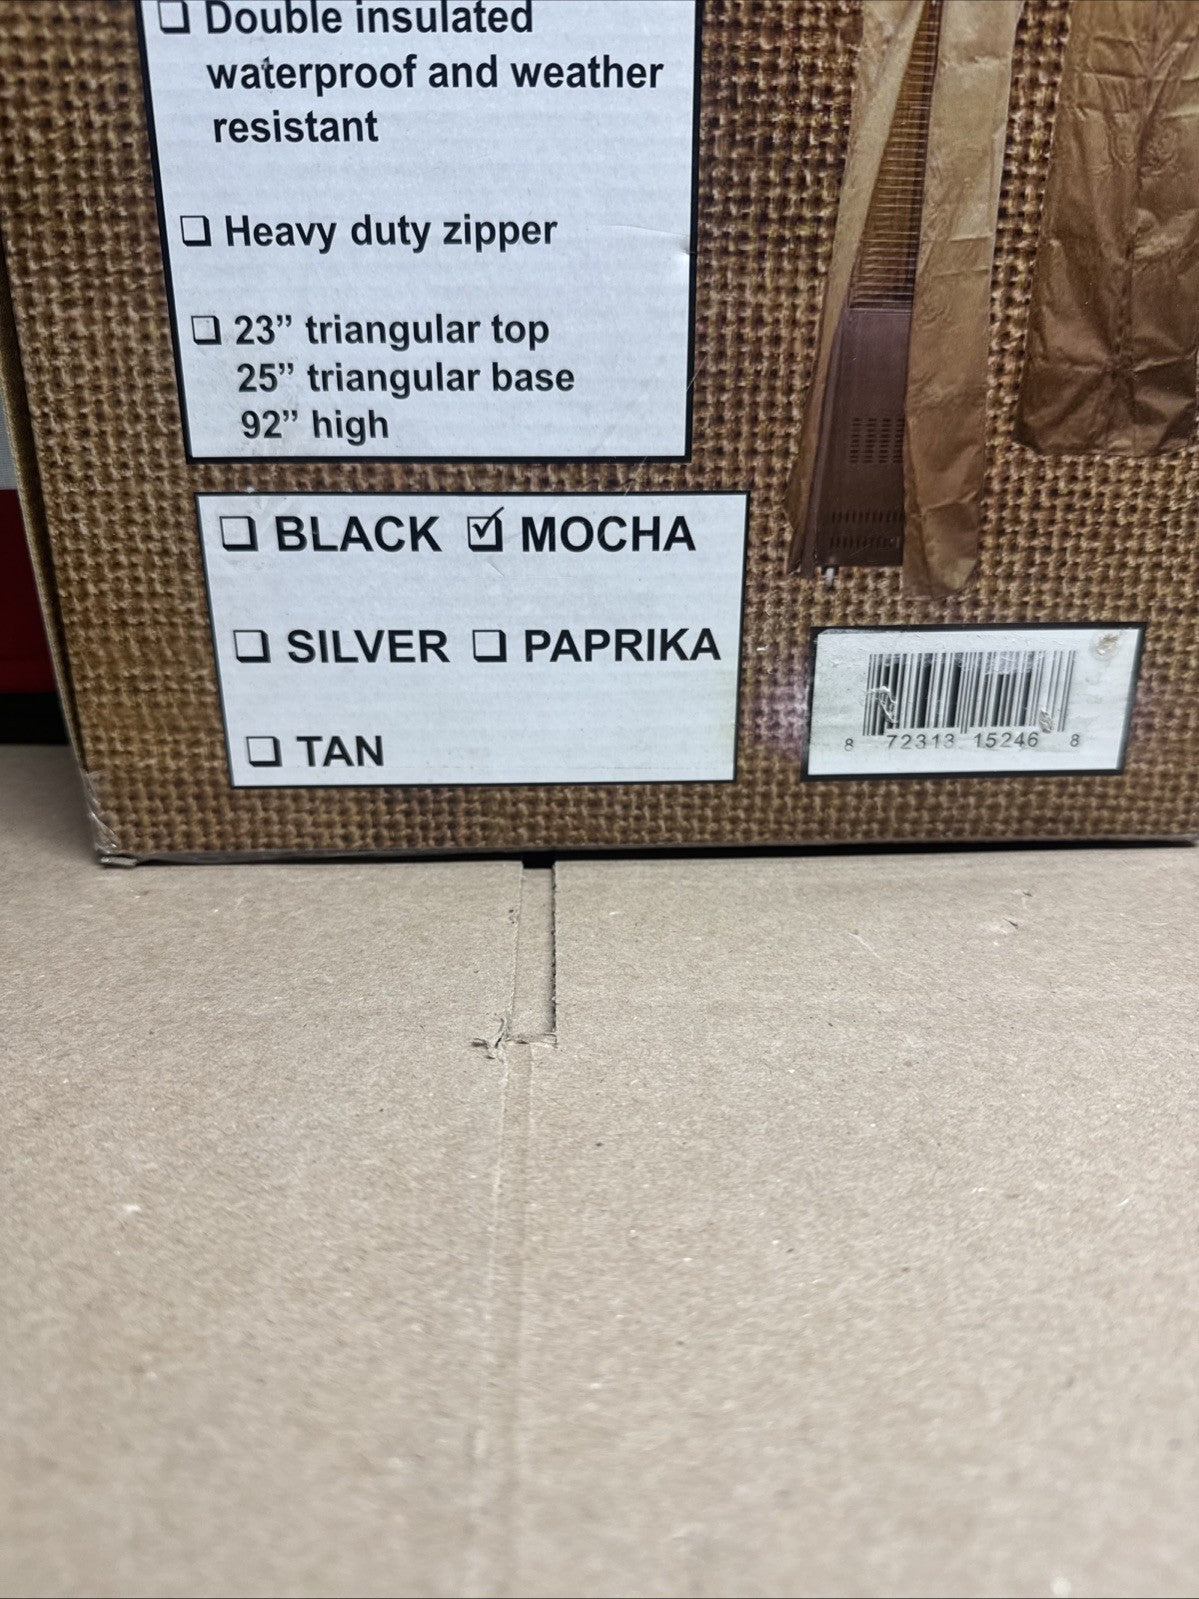 ❑ Double insulated
waterproof and weather
resistant
❑ Heavy duty zipper
❑ 23” triangular top
25” triangular base
92” high
❑ BLACK ☑ MOCHA
❑ SILVER ❑ PAPRIKA
❑ TAN
8 72313 15246 8